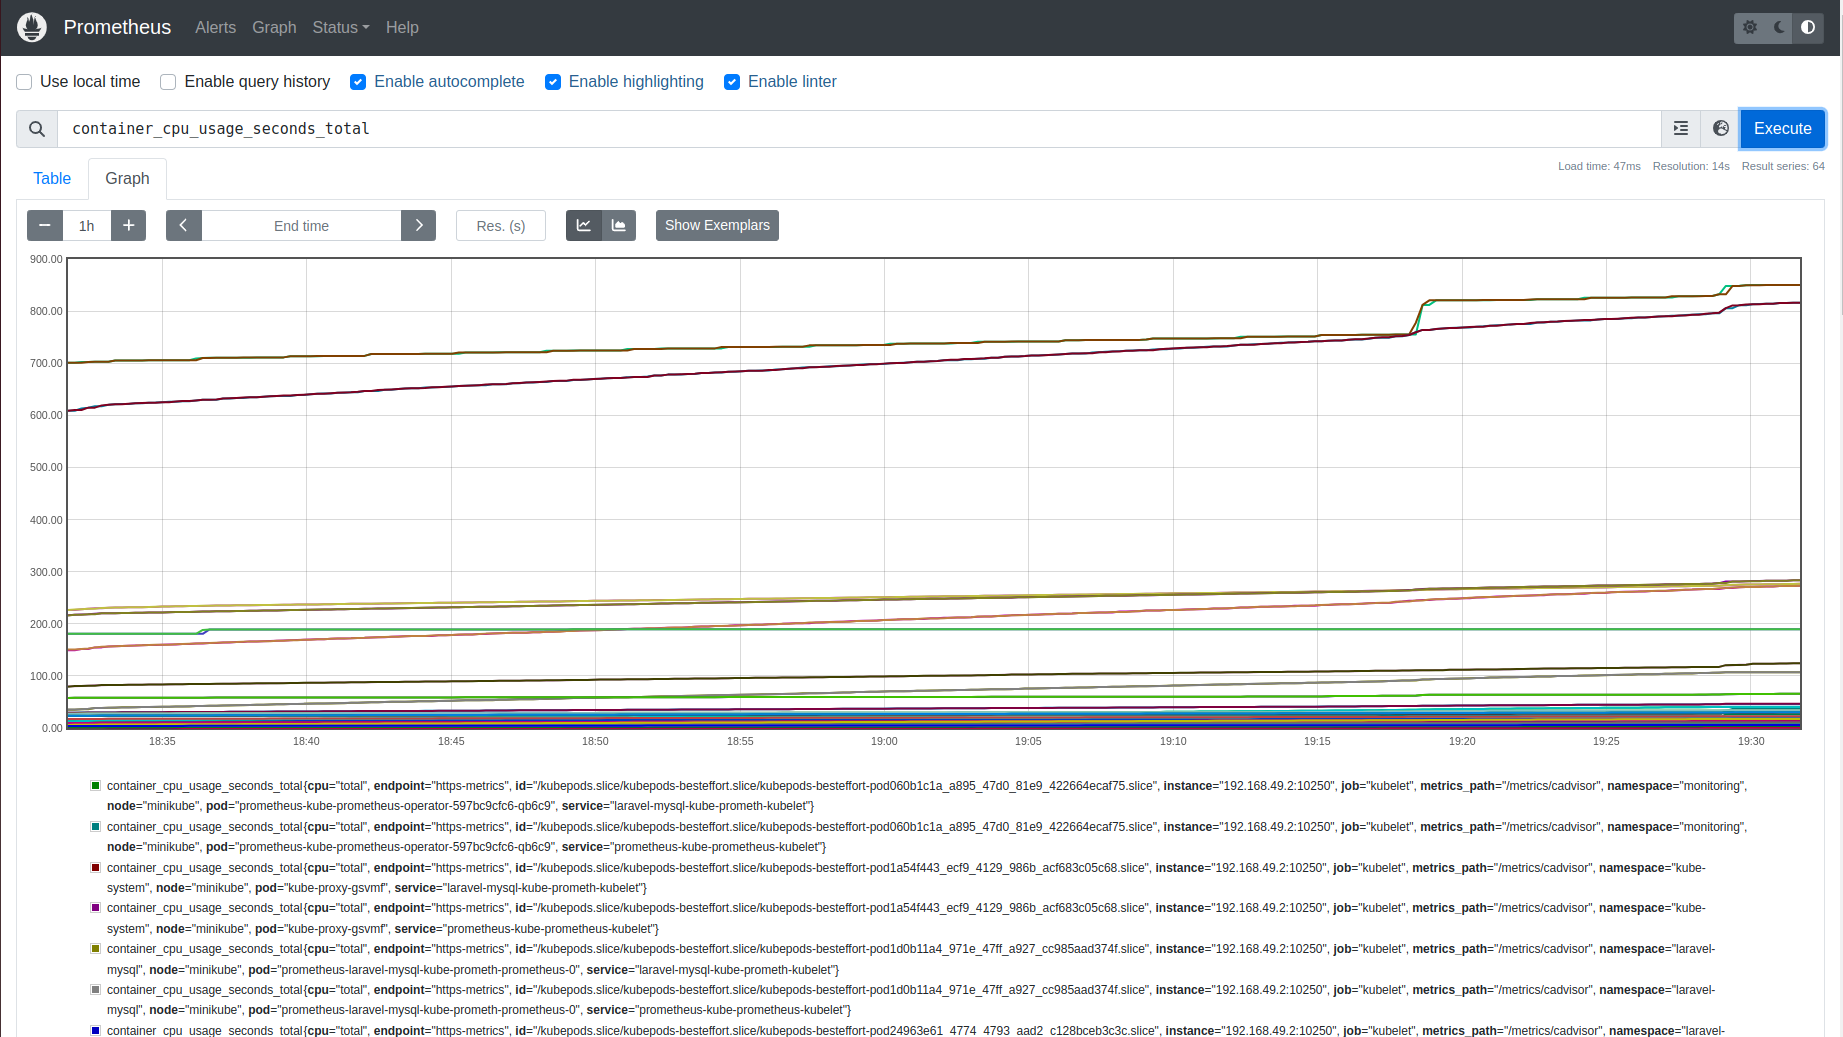 Prometheus Alerts Graph Status Help
Use local time Enable query history Enable autocomplete Enable highlighting Enable linter
container_cpu_usage_seconds_total Execute
Load time: 47ms Resolution: 14s Result series: 64
Table Graph
1h End time Res. (s) Show Exemplars
900.00
800.00
700.00
600.00
500.00
400.00
300.00
200.00
100.00
0.00
18:35 18:40 18:45 18:50 18:55 19:00 19:05 19:10 19:15 19:20 19:25 19:30
container_cpu_usage_seconds_total{cpu="total", endpoint="https-metrics", id="/kubepods.slice/kubepods-besteffort.slice/kubepods-besteffort-pod060b1c1a_a895_47d0_81e9_422664ecaf75.slice", instance="192.168.49.2:10250", job="kubelet", metrics_path="/metrics/cadvisor", namespace="monitoring",
node="minikube", pod="prometheus-kube-prometheus-operator-597bc9cfc6-qb6c9", service="laravel-mysql-kube-prometh-kubelet"}
container_cpu_usage_seconds_total{cpu="total", endpoint="https-metrics", id="/kubepods.slice/kubepods-besteffort.slice/kubepods-besteffort-pod060b1c1a_a895_47d0_81e9_422664ecaf75.slice", instance="192.168.49.2:10250", job="kubelet", metrics_path="/metrics/cadvisor", namespace="monitoring",
node="minikube", pod="prometheus-kube-prometheus-operator-597bc9cfc6-qb6c9", service="prometheus-kube-prometheus-kubelet"}
container_cpu_usage_seconds_total{cpu="total", endpoint="https-metrics", id="/kubepods.slice/kubepods-besteffort.slice/kubepods-besteffort-pod1a54f443_ecf9_4129_986b_acf683c05c68.slice", instance="192.168.49.2:10250", job="kubelet", metrics_path="/metrics/cadvisor", namespace="kube-
system", node="minikube", pod="kube-proxy-gsvmf", service="laravel-mysql-kube-prometh-kubelet"}
container_cpu_usage_seconds_total{cpu="total", endpoint="https-metrics", id="/kubepods.slice/kubepods-besteffort.slice/kubepods-besteffort-pod1a54f443_ecf9_4129_986b_acf683c05c68.slice", instance="192.168.49.2:10250", job="kubelet", metrics_path="/metrics/cadvisor", namespace="kube-
system", node="minikube", pod="kube-proxy-gsvmf", service="prometheus-kube-prometheus-kubelet"}
container_cpu_usage_seconds_total{cpu="total", endpoint="https-metrics", id="/kubepods.slice/kubepods-besteffort.slice/kubepods-besteffort-pod1d0b11a4_971e_47ff_a927_cc985aad374f.slice", instance="192.168.49.2:10250", job="kubelet", metrics_path="/metrics/cadvisor", namespace="laravel-
mysql", node="minikube", pod="prometheus-laravel-mysql-kube-prometh-prometheus-0", service="laravel-mysql-kube-prometh-kubelet"}
container_cpu_usage_seconds_total{cpu="total", endpoint="https-metrics", id="/kubepods.slice/kubepods-besteffort.slice/kubepods-besteffort-pod1d0b11a4_971e_47ff_a927_cc985aad374f.slice", instance="192.168.49.2:10250", job="kubelet", metrics_path="/metrics/cadvisor", namespace="laravel-
mysql", node="minikube", pod="prometheus-laravel-mysql-kube-prometh-prometheus-0", service="prometheus-kube-prometheus-kubelet"}
container_cpu_usage_seconds_total{cpu="total", endpoint="https-metrics", id="/kubepods.slice/kubepods-besteffort.slice/kubepods-besteffort-pod24963e61_4774_4793_aad2_c128bceb3c3c.slice", instance="192.168.49.2:10250", job="kubelet", metrics_path="/metrics/cadvisor", namespace="laravel-